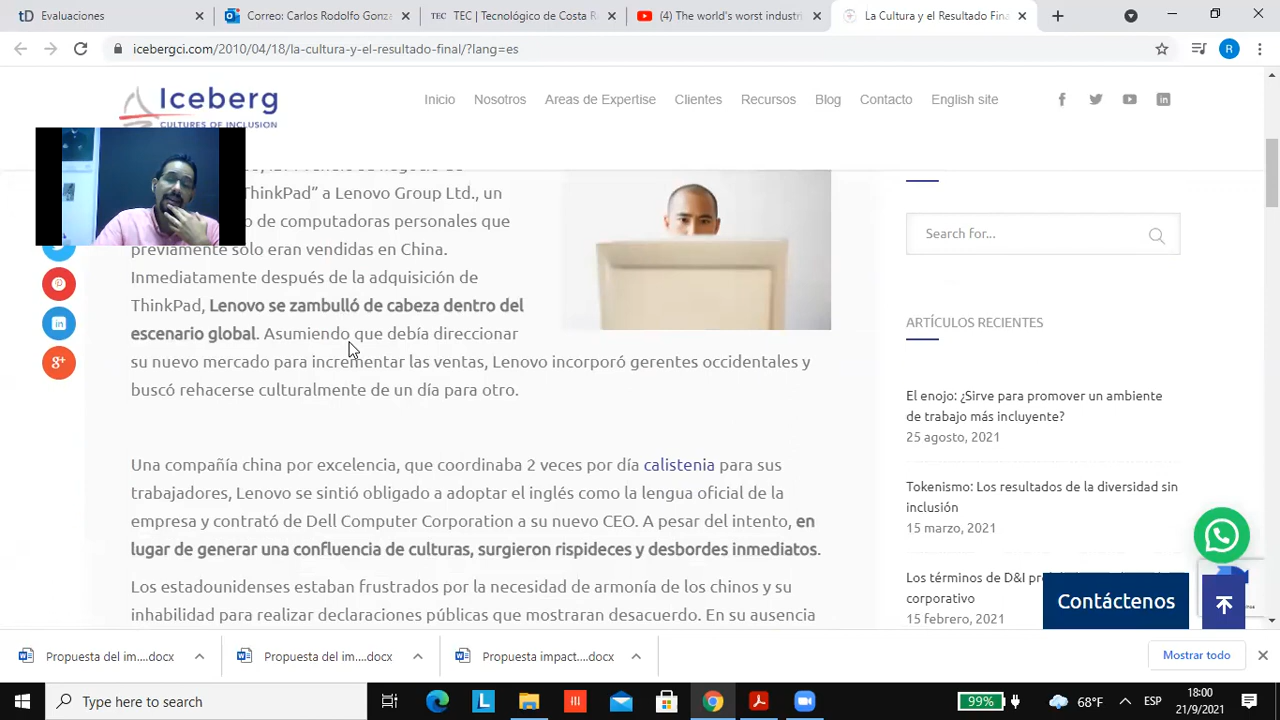 Evaluaciones
Correo: Carlos Rodolfo Gonza
TEC | Tecnológico de Costa R
(4) The world's worst industri
La Cultura y el Resultado Fina
icebergci.com/2010/04/18/la-cultura-y-el-resultado-final/?lang=es
R
Iceberg
CULTURES OF INCLUSION
Inicio Nosotros Areas de Expertise Clientes Recursos Blog Contacto English site
ThinkPad” a Lenovo Group Ltd., un
de computadoras personales que
previamente sólo eran vendidas en China.
Inmediatamente después de la adquisición de
ThinkPad, Lenovo se zambulló de cabeza dentro del
escenario global. Asumiendo que debía direccionar
su nuevo mercado para incrementar las ventas, Lenovo incorporó gerentes occidentales y
buscó rehacerse culturalmente de un día para otro.
Una compañía china por excelencia, que coordinaba 2 veces por día calistenia para sus
trabajadores, Lenovo se sintió obligado a adoptar el inglés como la lengua oficial de la
empresa y contrató de Dell Computer Corporation a su nuevo CEO. A pesar del intento, en
lugar de generar una confluencia de culturas, surgieron rispideces y desbordes inmediatos.
Los estadounidenses estaban frustrados por la necesidad de armonía de los chinos y su
inhabilidad para realizar declaraciones públicas que mostraran desacuerdo. En su ausencia
Search for...
ARTÍCULOS RECIENTES
El enojo: ¿Sirve para promover un ambiente
de trabajo más incluyente?
25 agosto, 2021
Tokenismo: Los resultados de la diversidad sin
inclusión
15 marzo, 2021
Los términos de D&I
corporativo
15 febrero, 2021
Contáctenos
Propuesta del im....docx
Propuesta del im....docx
Propuesta impact....docx
Mostrar todo
Type here to search
99%
68°F
ESP
18:00
21/9/2021